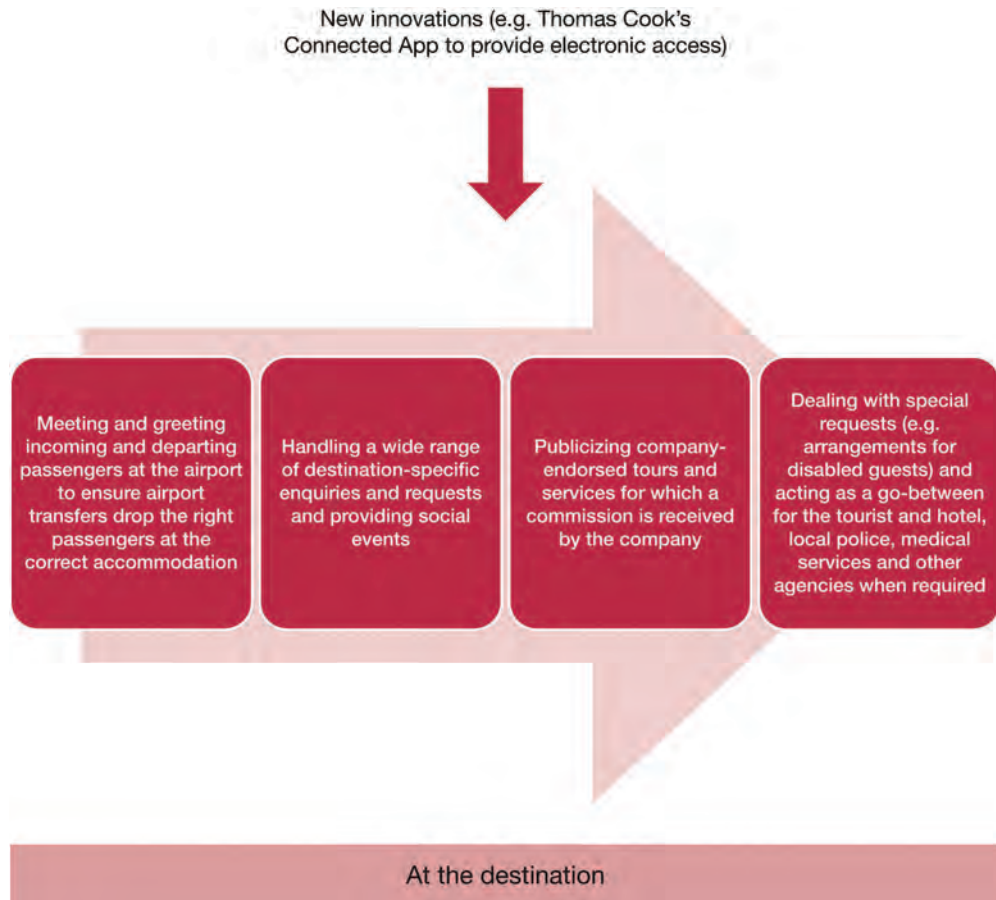 New innovations (e.g. Thomas Cook's
Connected App to provide electronic access)
Meeting and greeting
incoming and departing
passengers at the airport
to ensure airport
transfers drop the right
passengers at the
correct accommodation
Handling a wide range
of destination-specific
enquiries and requests
and providing social
events
Publicizing company-
endorsed tours and
services for which a
commission is received
by the company
Dealing with special
requests (e.g.
arrangements for
disabled guests) and
acting as a go-between
for the tourist and hotel,
local police, medical
services and other
agencies when required
At the destination